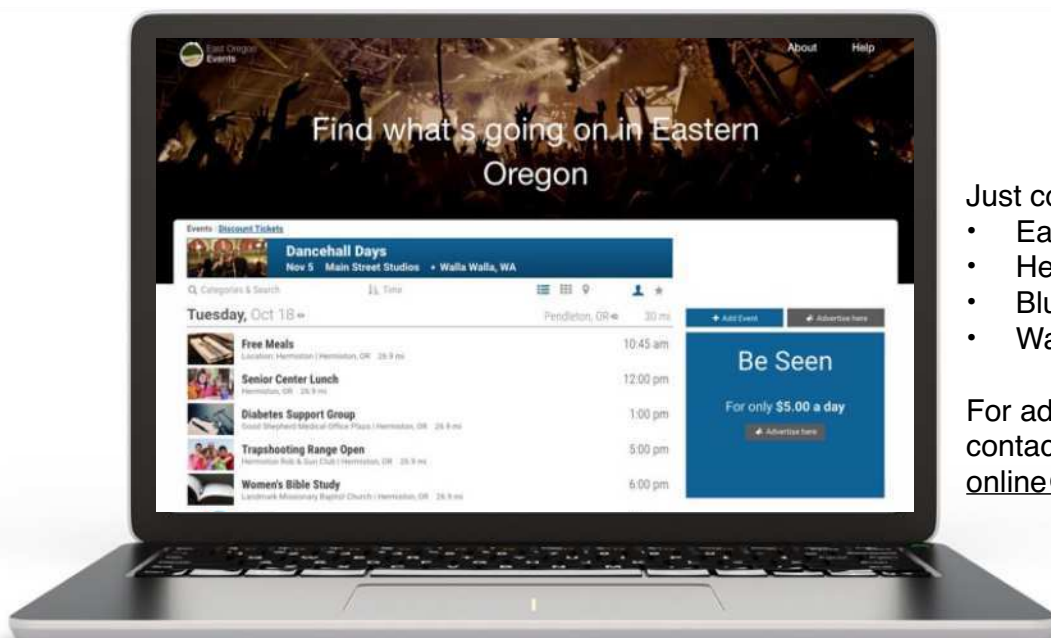 East Oregon
Events
About Help
Find what's going on in Eastern
Oregon
Events Discount Tickets
Dancehall Days
Nov 5 Main Street Studios • Walla Walla, WA
Categories & Search Time
Tuesday, Oct 18 Pendleton, OR 30 mi
+ Add Event Advertise here
Free Meals 10:45 am
Location: Hermiston | Hermiston, OR 26.9 mi
Senior Center Lunch 12:00 pm
Hermiston, OR 26.9 mi
Diabetes Support Group 1:00 pm
Good Shepherd Medical Office Plaza | Hermiston, OR 26.9 mi
Trapshooting Range Open 5:00 pm
Hermiston Rod & Gun Club | Hermiston, OR 26.9 mi
Women's Bible Study 6:00 pm
Landmark Missionary Baptist Church | Hermiston, OR 26.9 mi
Be Seen
For only $5.00 a day
Advertise here
Just co
• Ea
• He
• Blu
• Wa
For ad
contac
online